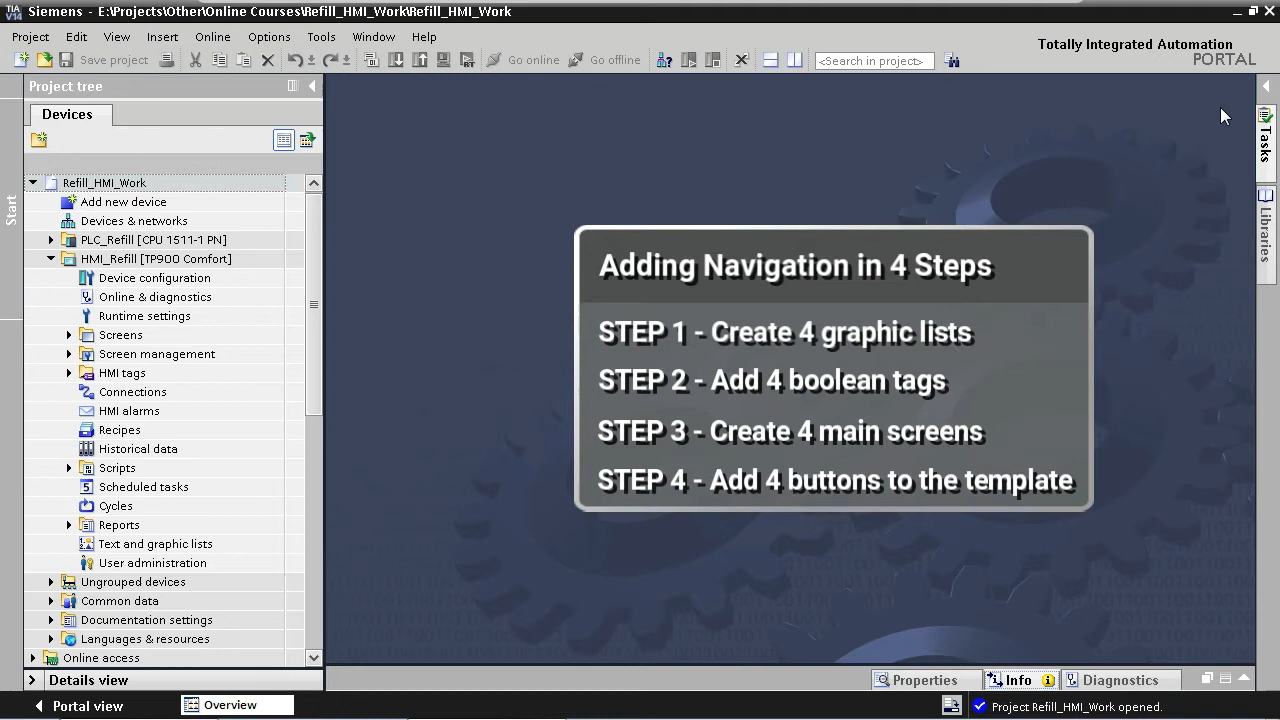 TIA
V14
Siemens - E:\Projects\Other\Online Courses\Refill_HMI_Work\Refill_HMI_Work
Project Edit View Insert Online Options Tools Window Help
Totally Integrated Automation
PORTAL
Save project
Go online
Go offline
<Search in project>
Project tree
Devices
Start
Refill_HMI_Work
Add new device
Devices & networks
PLC_Refill [CPU 1511-1 PN]
HMI_Refill [TP900 Comfort]
Device configuration
Online & diagnostics
Runtime settings
Screens
Screen management
HMI tags
Connections
HMI alarms
Recipes
Historical data
Scripts
Scheduled tasks
Cycles
Reports
Text and graphic lists
User administration
Ungrouped devices
Common data
Documentation settings
Languages & resources
Online access
Details view
Adding Navigation in 4 Steps
STEP 1 - Create 4 graphic lists
STEP 2 - Add 4 boolean tags
STEP 3 - Create 4 main screens
STEP 4 - Add 4 buttons to the template
Tasks
Libraries
Properties
Info
Diagnostics
Portal view
Overview
Project Refill_HMI_Work opened.